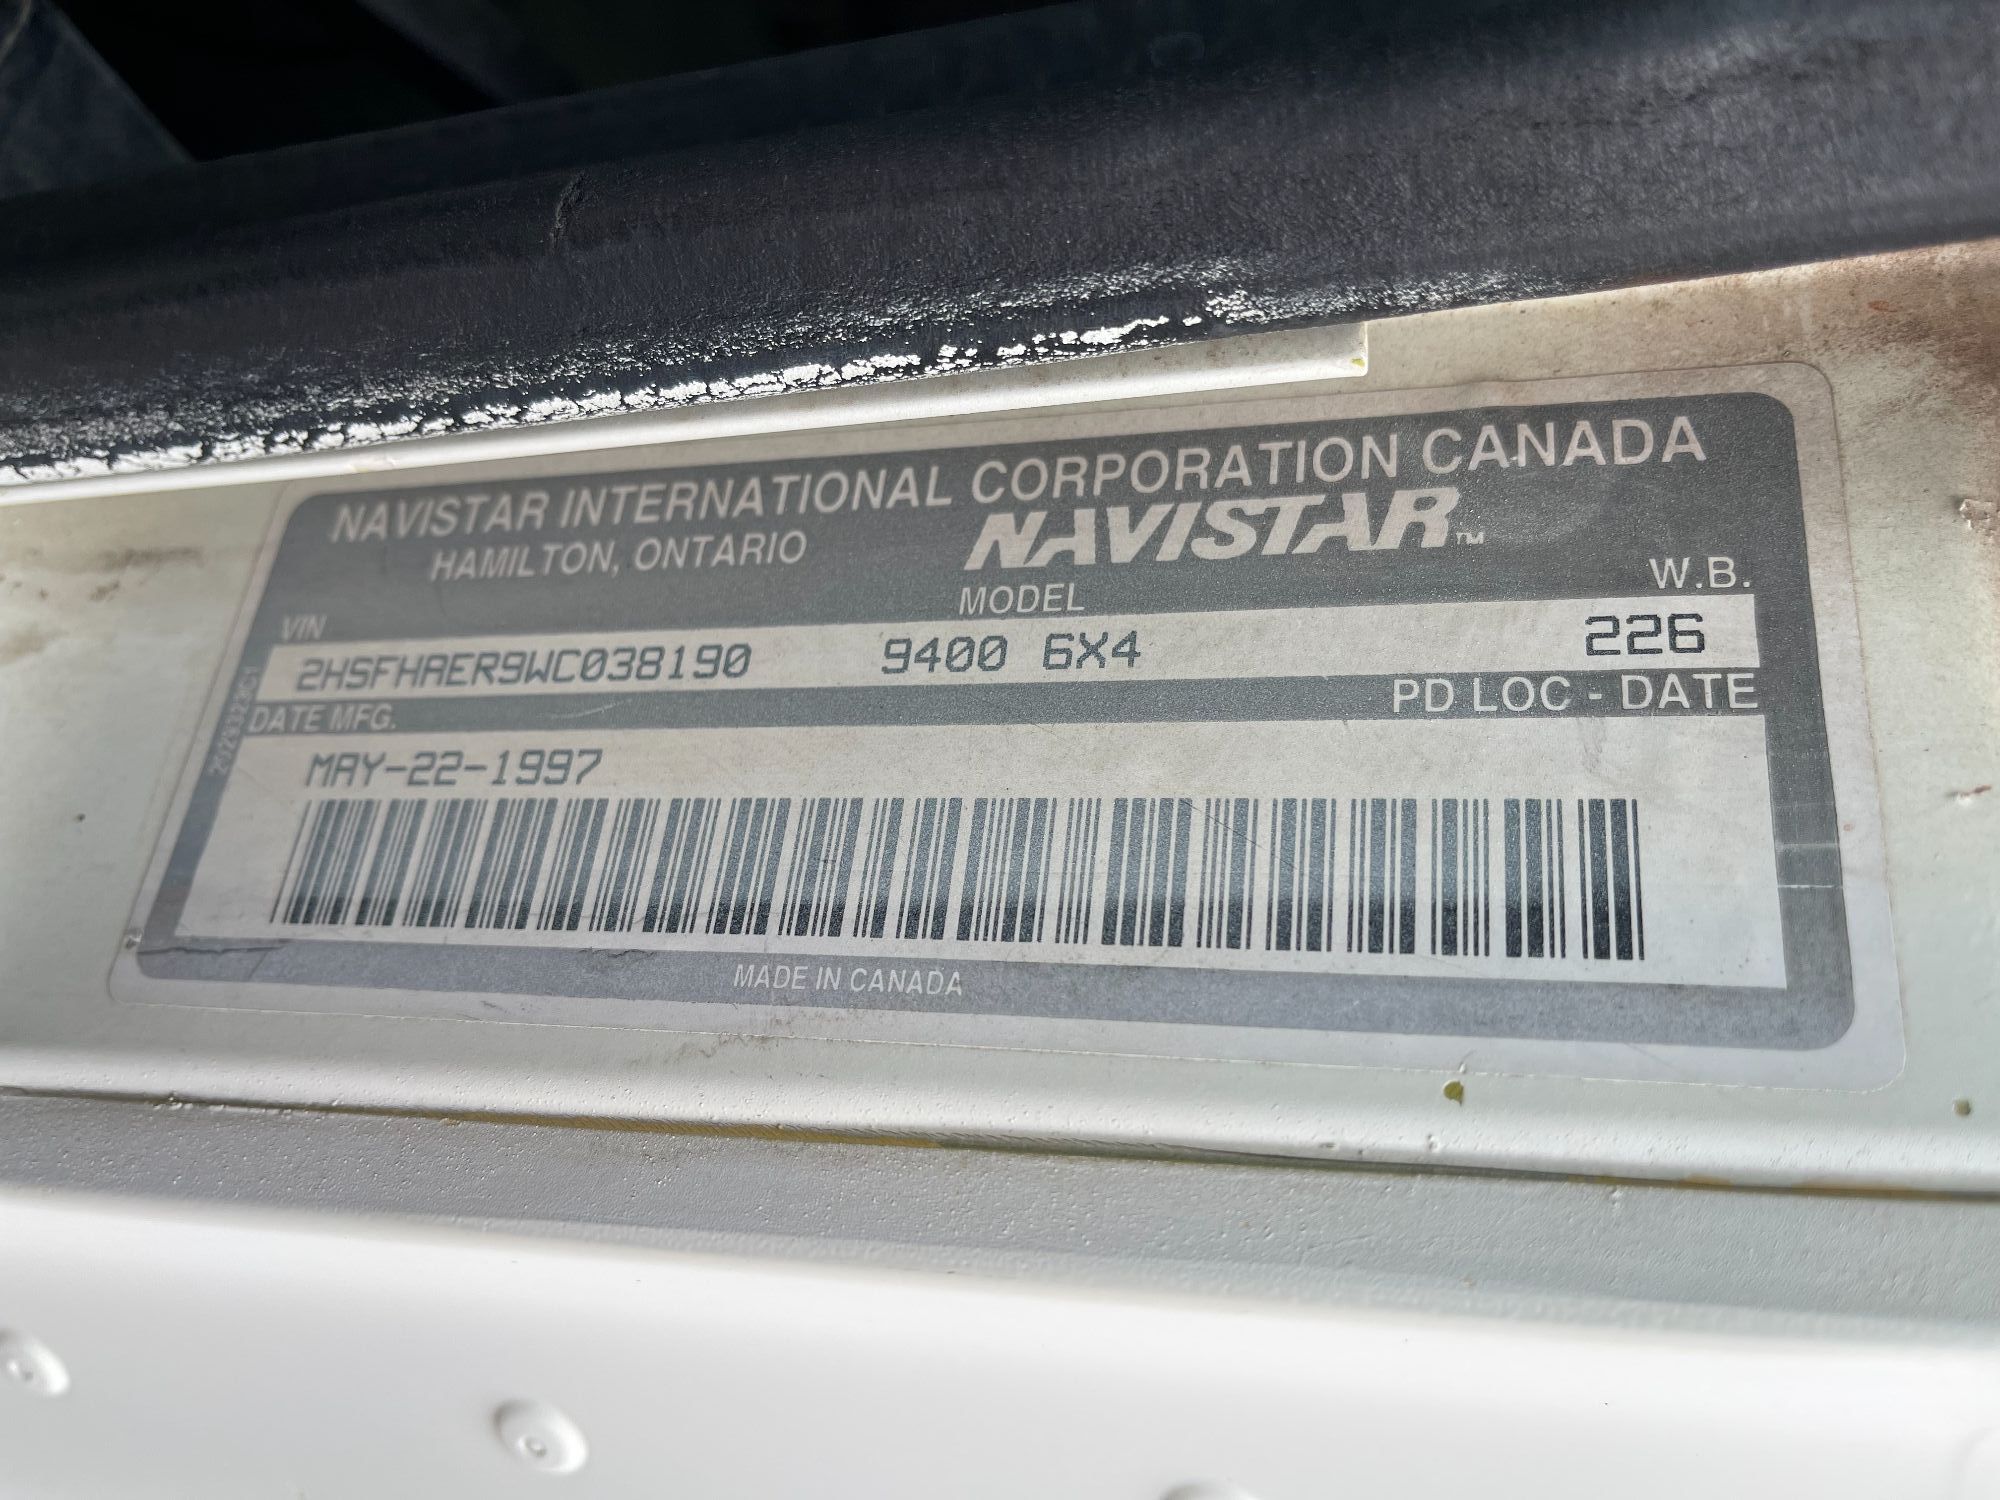 NAVISTAR INTERNATIONAL CORPORATION CANADA
HAMILTON, ONTARIO
NAVISTAR™
VIN MODEL W.B.
2HSFHAER9WC038190 9400 6X4 226
DATE MFG. PD LOC - DATE
MAY-22-1997
MADE IN CANADA